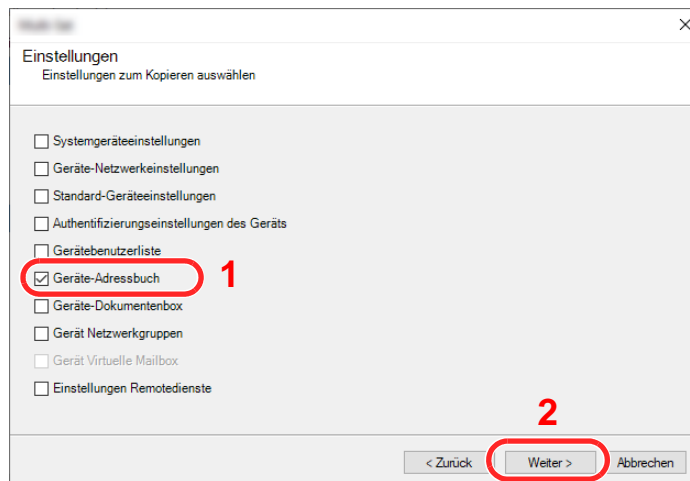 Einstellungen
Einstellungen zum Kopieren auswählen
Systemgeräteeinstellungen
Geräte-Netzwerkeinstellungen
Standard-Geräteeinstellungen
Authentifizierungseinstellungen des Geräts
Gerätebenutzerliste
Geräte-Adressbuch 1
Geräte-Dokumentenbox
Gerät Netzwerkgruppen
Gerät Virtuelle Mailbox
Einstellungen Remotedienste
2
< Zurück Weiter > Abbrechen